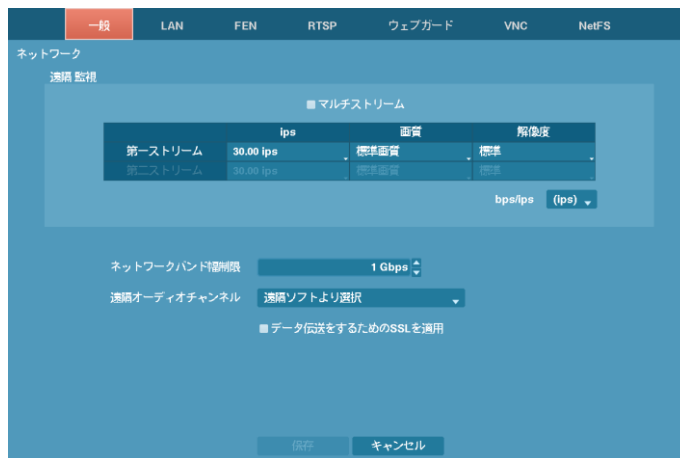 一般 LAN FEN RTSP ウェブガード VNC NetFS
ネットワーク
遠隔 監視
マルチストリーム
ips 画質 解像度
第一ストリーム 30.00 ips 標準画質 標準
第二ストリーム 30.00 ips 標準画質 標準
bps/ips (ips)
ネットワークバンド幅制限 1 Gbps
遠隔オーディオチャンネル 遠隔ソフトより選択
データ伝送をするためのSSLを適用
保存 キャンセル